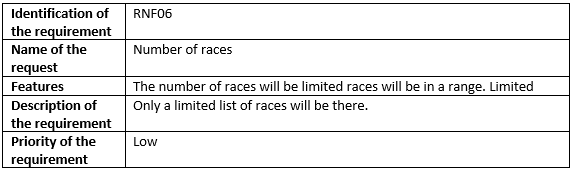 Identification of the requirement RNF06
Name of the request Number of races
Features The number of races will be limited races will be in a range. Limited
Description of the requirement Only a limited list of races will be there.
Priority of the requirement Low